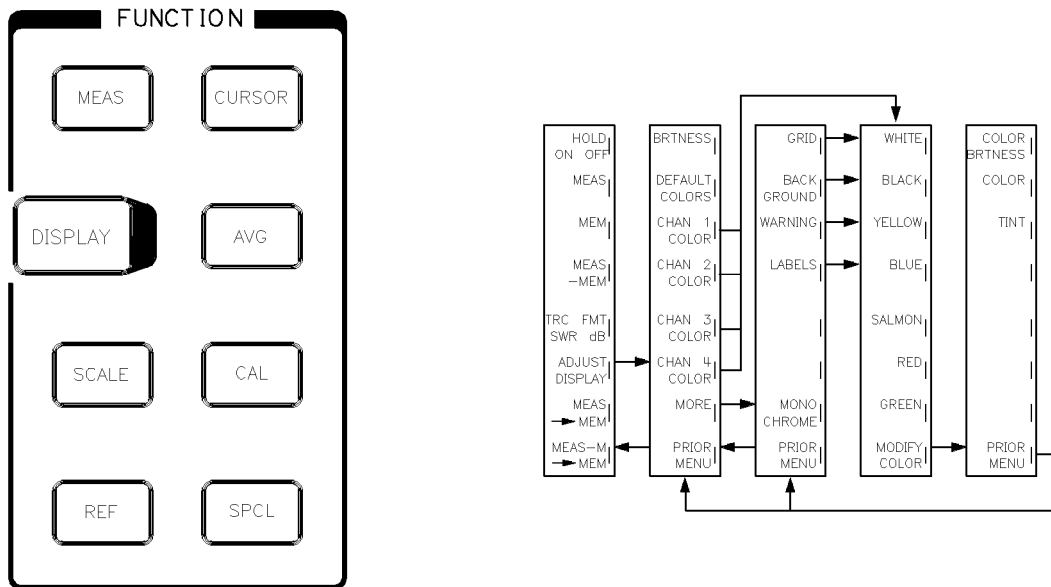 FUNCTION
MEAS
CURSOR
DISPLAY
AVG
SCALE
CAL
REF
SPCL
HOLD
ON OFF
MEAS
MEM
MEAS
-MEM
TRC FMT
SWR dB
ADJUST
DISPLAY
MEAS
→ MEM
MEAS-M
→ MEM
BRTNESS
DEFAULT
COLORS
CHAN 1
COLOR
CHAN 2
COLOR
CHAN 3
COLOR
CHAN 4
COLOR
MORE
PRIOR
MENU
GRID
BACK
GROUND
WARNING
LABELS
MONO
CHROME
PRIOR
MENU
WHITE
BLACK
YELLOW
BLUE
SALMON
RED
GREEN
MODIFY
COLOR
COLOR
BRTNESS
COLOR
TINT
PRIOR
MENU